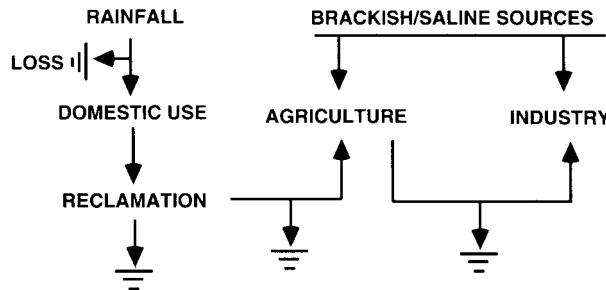 RAINFALL
BRACKISH/SALINE SOURCES
LOSS
DOMESTIC USE
AGRICULTURE
INDUSTRY
RECLAMATION